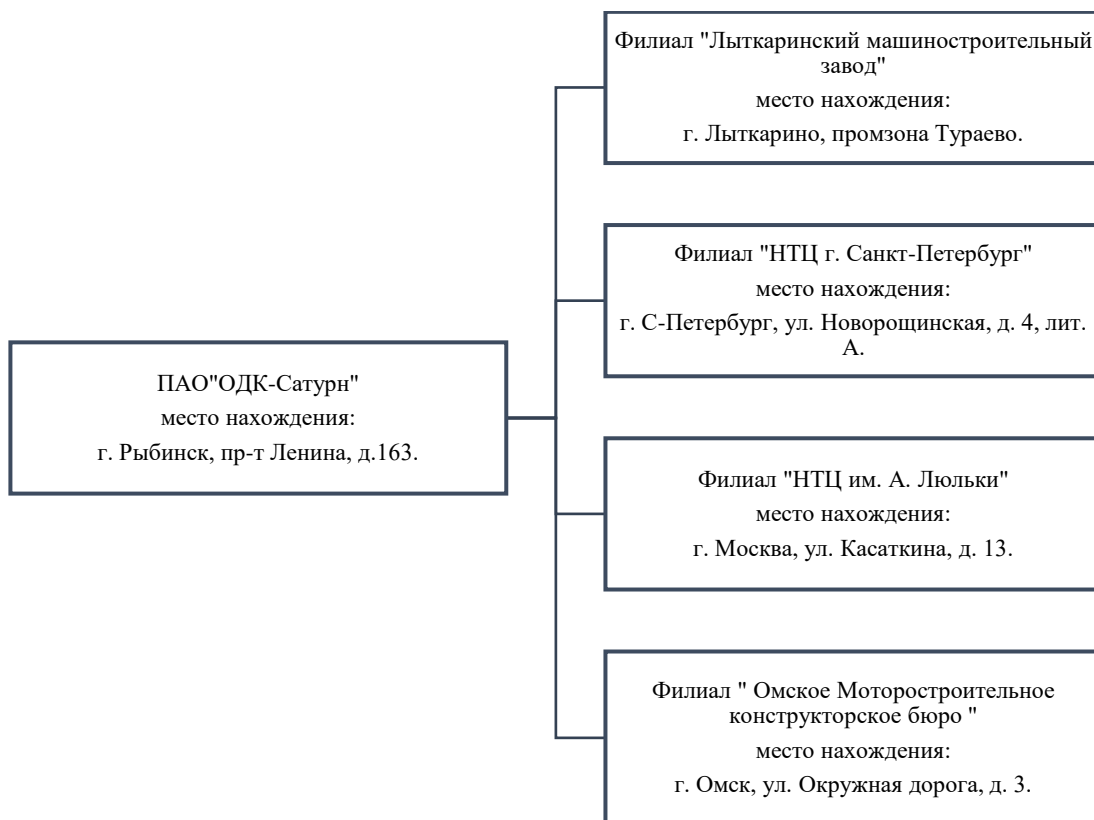 Филиал "Лыткаринский машиностроительный
завод"
место нахождения:
г. Лыткарино, промзона Тураево.
Филиал "НТЦ г. Санкт-Петербург"
место нахождения:
г. С-Петербург, ул. Новорощинская, д. 4, лит.
А.
ПАО"ОДК-Сатурн"
место нахождения:
г. Рыбинск, пр-т Ленина, д.163.
Филиал "НТЦ им. А. Люльки"
место нахождения:
г. Москва, ул. Касаткина, д. 13.
Филиал " Омское Моторостроительное
конструкторское бюро "
место нахождения:
г. Омск, ул. Окружная дорога, д. 3.